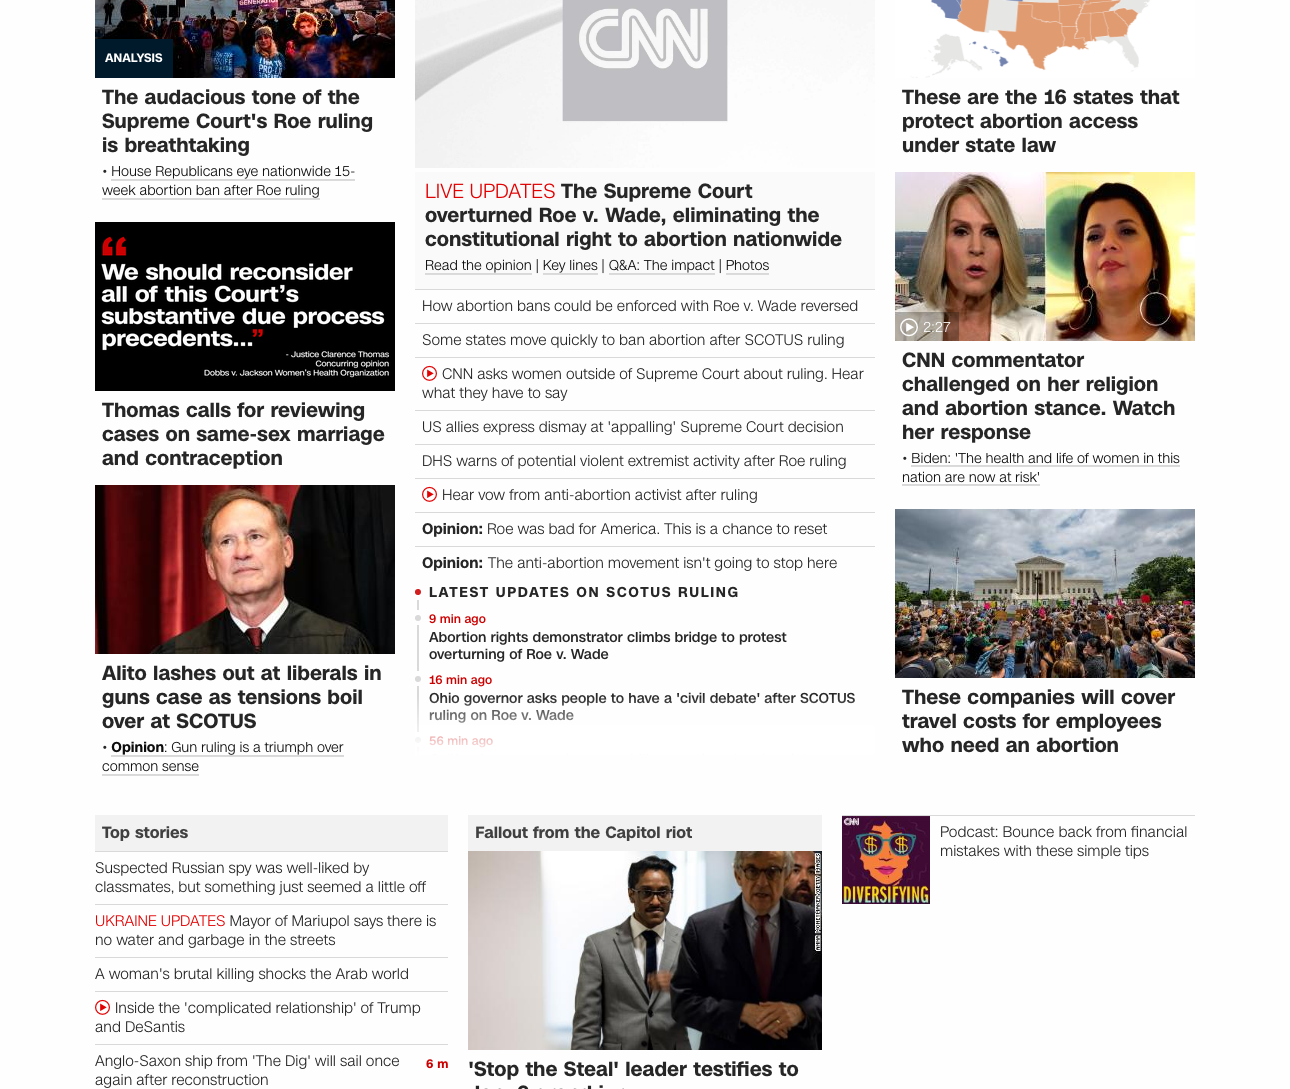 GENERATION
ANALYSIS
The audacious tone of the
Supreme Court's Roe ruling
is breathtaking
• House Republicans eye nationwide 15-
week abortion ban after Roe ruling
“
We should reconsider
all of this Court’s
substantive due process
precedents...”
- Justice Clarence Thomas
Concurring opinion
Dobbs v. Jackson Women’s Health Organization
Thomas calls for reviewing
cases on same-sex marriage
and contraception
Alito lashes out at liberals in
guns case as tensions boil
over at SCOTUS
• Opinion: Gun ruling is a triumph over
common sense
CNN
LIVE UPDATES The Supreme Court
overturned Roe v. Wade, eliminating the
constitutional right to abortion nationwide
Read the opinion | Key lines | Q&A: The impact | Photos
How abortion bans could be enforced with Roe v. Wade reversed
Some states move quickly to ban abortion after SCOTUS ruling
CNN asks women outside of Supreme Court about ruling. Hear
what they have to say
US allies express dismay at 'appalling' Supreme Court decision
DHS warns of potential violent extremist activity after Roe ruling
Hear vow from anti-abortion activist after ruling
Opinion: Roe was bad for America. This is a chance to reset
Opinion: The anti-abortion movement isn't going to stop here
LATEST UPDATES ON SCOTUS RULING
9 min ago
Abortion rights demonstrator climbs bridge to protest
overturning of Roe v. Wade
16 min ago
Ohio governor asks people to have a 'civil debate' after SCOTUS
ruling on Roe v. Wade
56 min ago
These are the 16 states that
protect abortion access
under state law
2:27
CNN commentator
challenged on her religion
and abortion stance. Watch
her response
• Biden: 'The health and life of women in this
nation are now at risk'
These companies will cover
travel costs for employees
who need an abortion
Top stories
Suspected Russian spy was well-liked by
classmates, but something just seemed a little off
UKRAINE UPDATES Mayor of Mariupol says there is
no water and garbage in the streets
A woman's brutal killing shocks the Arab world
Inside the 'complicated relationship' of Trump
and DeSantis
Anglo-Saxon ship from 'The Dig' will sail once
again after reconstruction
6 m
Fallout from the Capitol riot
'Stop the Steal' leader testifies to
CNN
DIVERSIFYING
Podcast: Bounce back from financial
mistakes with these simple tips